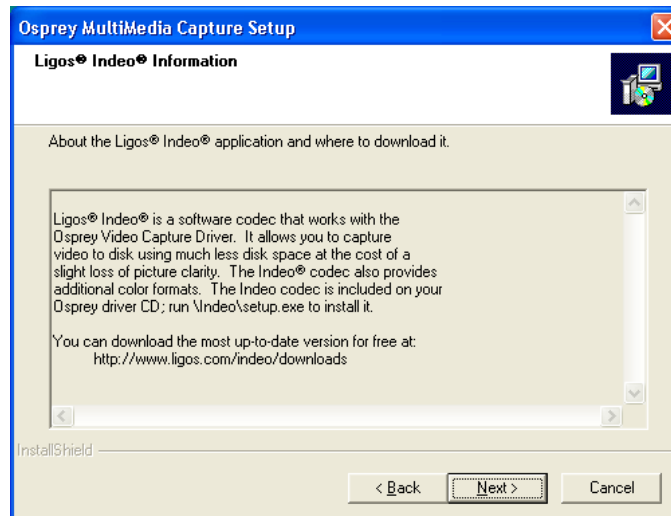 Osprey MultiMedia Capture Setup
Ligos® Indeo® Information
About the Ligos® Indeo® application and where to download it.
Ligos® Indeo® is a software codec that works with the
Osprey Video Capture Driver.  It allows you to capture
video to disk using much less disk space at the cost of a
slight loss of picture clarity.  The Indeo® codec also provides
additional color formats.  The Indeo codec is included on your
Osprey driver CD; run \Indeo\setup.exe to install it.
You can download the most up-to-date version for free at:
http://www.ligos.com/indeo/downloads
InstallShield
< Back
Next >
Cancel